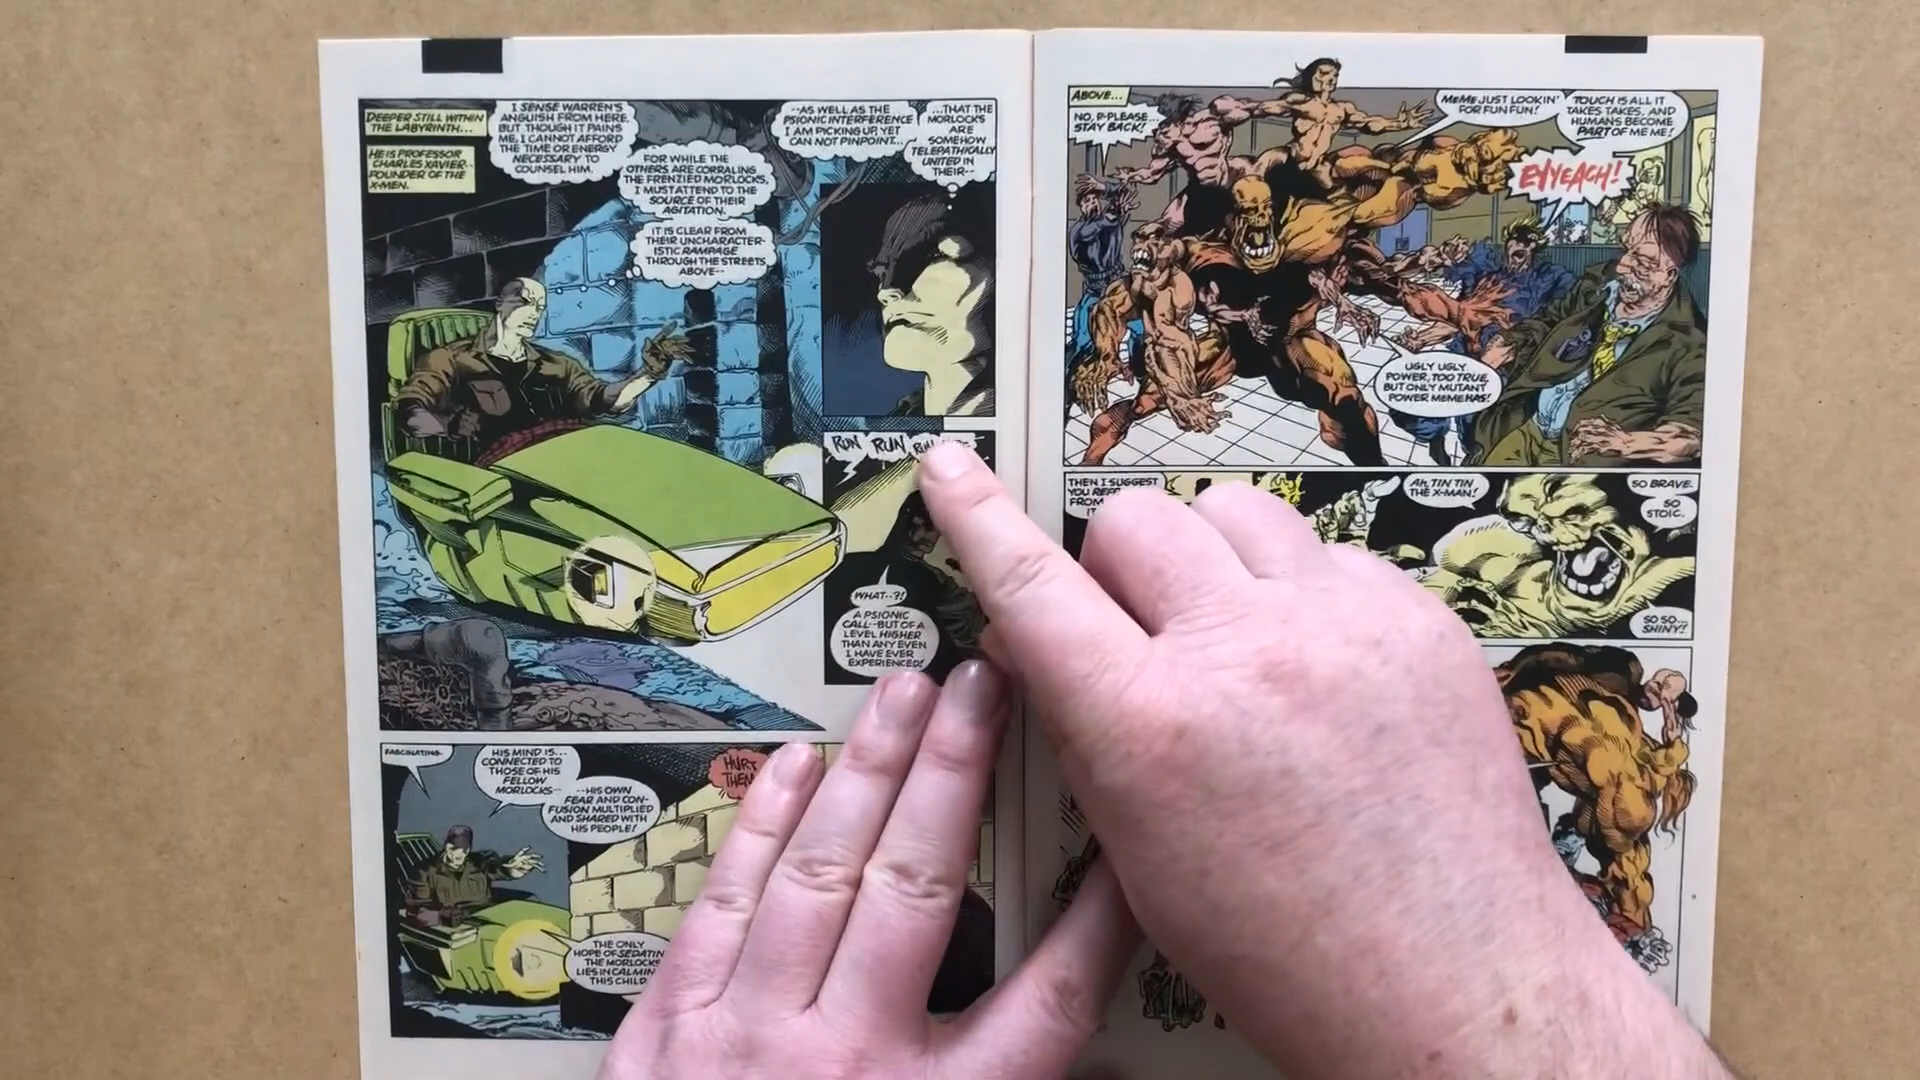 DEEPER STILL WITHIN
THE LABYRINTH...
HE IS PROFESSOR
CHARLES XAVIER--
FOUNDER OF THE
X-MEN.
I SENSE WARREN'S
ANGUISH FROM HERE,
BUT THOUGH IT PAINS
ME, I CANNOT AFFORD
THE TIME OR ENERGY
NECESSARY TO
COUNSEL HIM.
FOR WHILE THE
OTHERS ARE CORRALING
THE FRENZIED MORLOCKS,
I MUST ATTEND TO THE
SOURCE OF THEIR
AGITATION.
IT IS CLEAR FROM
THEIR UNCHARACTER-
ISTIC RAMPAGE
THROUGH THE STREETS
ABOVE--
--AS WELL AS THE
PSIONIC INTERFERENCE
I AM PICKING UP, YET
CAN NOT PINPOINT...
...THAT THE
MORLOCKS
ARE
SOMEHOW
TELEPATHICALLY
UNITED IN
THEIR--
RUN RUN
WHAT--?!
A PSIONIC
CALL--BUT OF A
LEVEL HIGHER
THAN ANY EVEN
I HAVE EVER
EXPERIENCED!
FASCINATING.
HIS MIND IS...
CONNECTED TO
THOSE OF HIS
FELLOW
MORLOCKS--
--HIS OWN
FEAR AND CON-
FUSION MULTIPLIED
AND SHARED WITH
HIS PEOPLE!
HURT
THEM
THE ONLY
HOPE OF SEDATIN
THE MORLOCKS
LIES IN CALMIN
THIS CHILD.
ABOVE...
NO, P-PLEASE...
STAY BACK!
MEME JUST LOOKIN'
FOR FUN FUN!
TOUCH IS ALL IT
TAKES TAKES, AND
HUMANS BECOME
PART OF ME ME!
EYYEACH!
UGLY UGLY
POWER, TOO TRUE,
BUT ONLY MUTANT
POWER MEME HAS!
THEN I SUGGEST
YOU
FROM
Ah, TIN TIN
THE X-MAN!
SO BRAVE.
SO
STOIC.
SO SO...
SHINY!